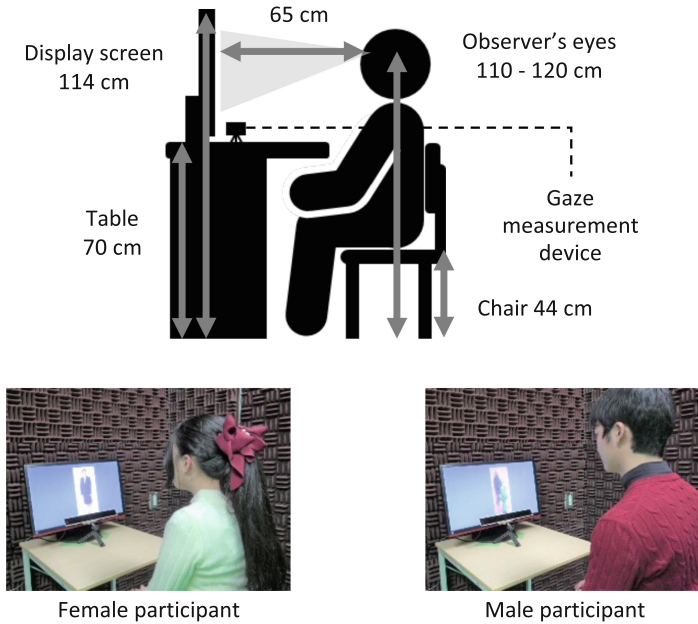 65 cm
Display screen
114 cm
Observer’s eyes
110 - 120 cm
Table
70 cm
Gaze
measurement
device
Chair 44 cm
Female participant
Male participant